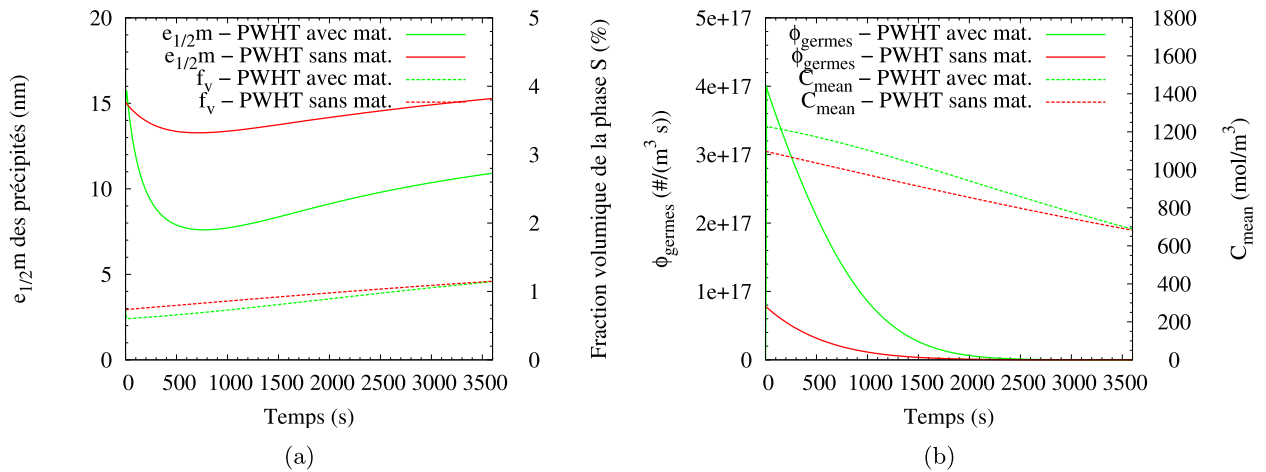 20
15
10
5
0
e1/2m des précipités (nm)
e1/2m – PWHT avec mat.
e1/2m – PWHT sans mat.
fv – PWHT avec mat.
fv – PWHT sans mat.
5
4
3
2
1
0
Fraction volumique de la phase S (%)
0 500 1000 1500 2000 2500 3000 3500
Temps (s)
(a)
5e+17
4e+17
3e+17
2e+17
1e+17
0
ϕgermes (#/(m³ s))
ϕgermes – PWHT avec mat.
ϕgermes – PWHT sans mat.
Cmean – PWHT avec mat.
Cmean – PWHT sans mat.
1800
1600
1400
1200
1000
800
600
400
200
0
Cmean (mol/m³)
0 500 1000 1500 2000 2500 3000 3500
Temps (s)
(b)